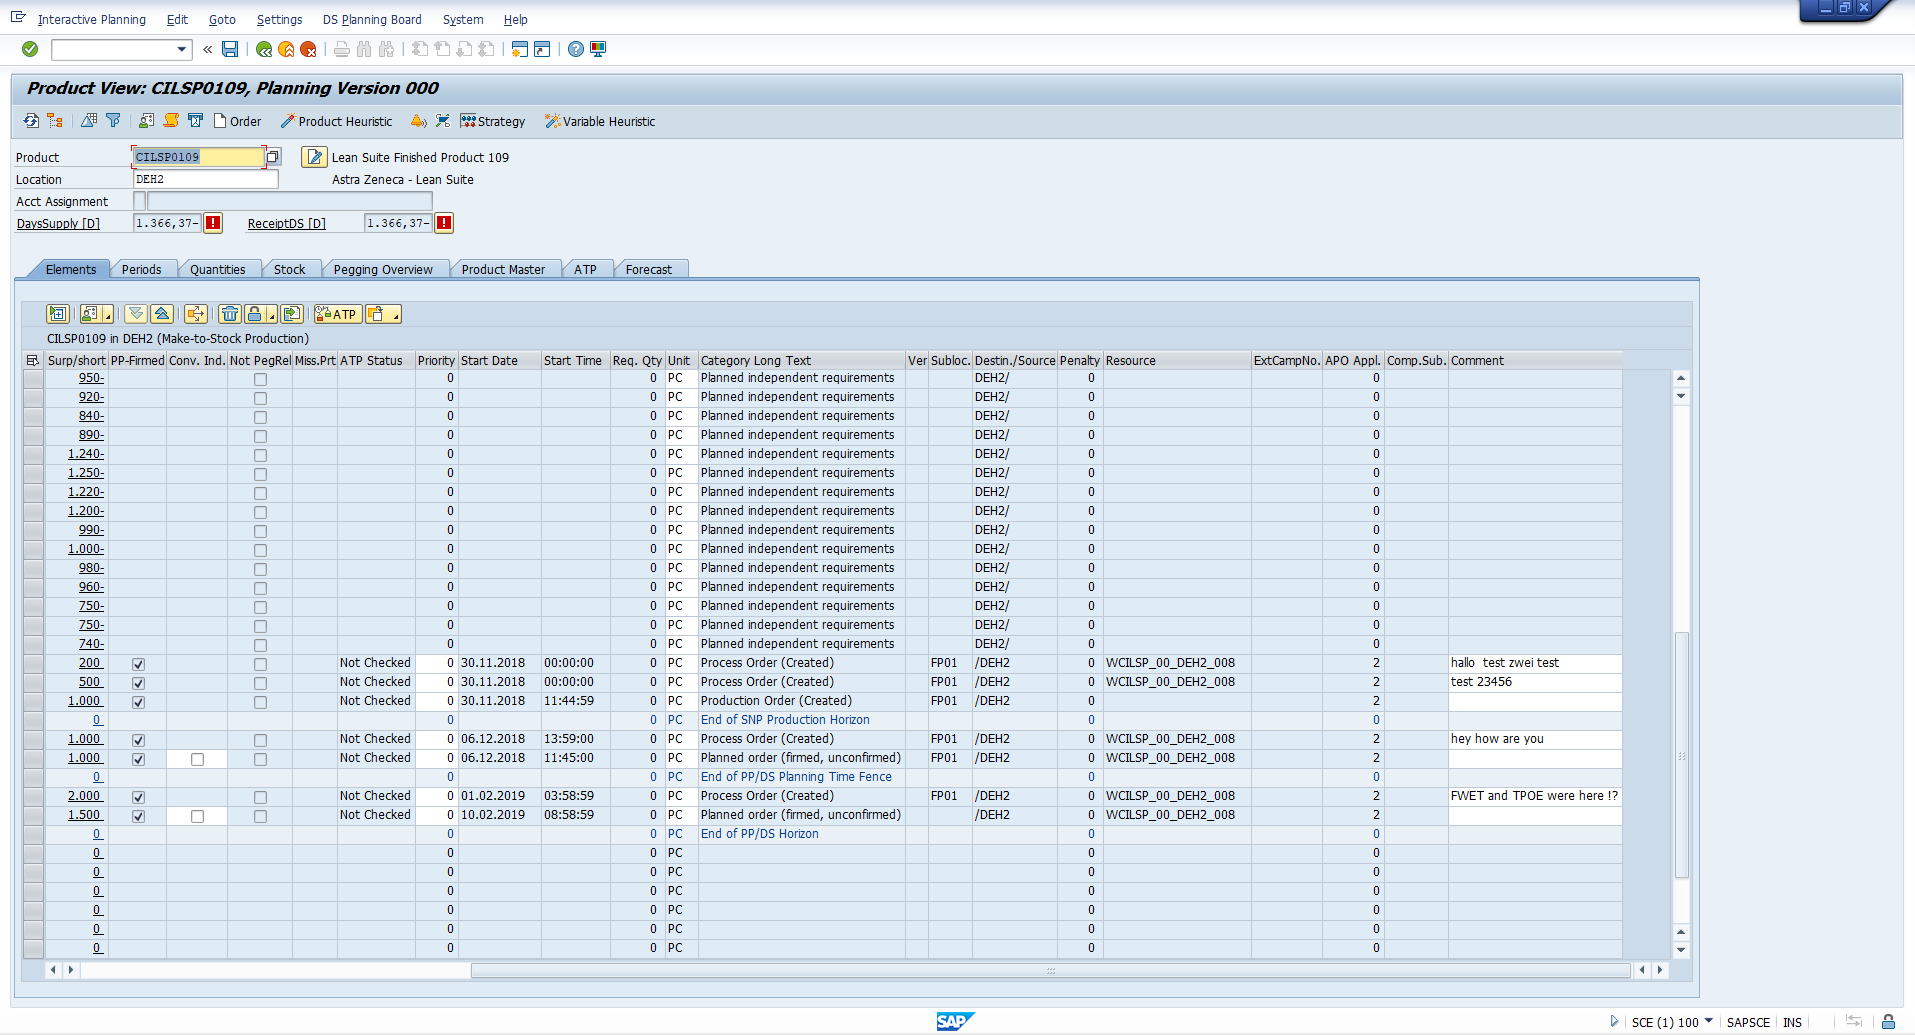 Interactive Planning Edit Goto Settings DS Planning Board System Help
Product View: CILSP0109, Planning Version 000
Order Product Heuristic Strategy Variable Heuristic
Product CILSP0109 Lean Suite Finished Product 109
Location DEH2 Astra Zeneca - Lean Suite
Acct Assignment
DaysSupply [D] 1.366,37- ReceiptDS [D] 1.366,37-
Elements Periods Quantities Stock Pegging Overview Product Master ATP Forecast
ATP
CILSP0109 in DEH2 (Make-to-Stock Production)
Surp/short PP-Firmed Conv. Ind. Not PegRel Miss.Prt ATP Status Priority Start Date Start Time Req. Qty Unit Category Long Text Ver Subloc. Destin./Source Penalty Resource ExtCampNo. APO Appl. Comp.Sub. Comment
950- 0 0 PC Planned independent requirements DEH2/ 0 0
920- 0 0 PC Planned independent requirements DEH2/ 0 0
840- 0 0 PC Planned independent requirements DEH2/ 0 0
890- 0 0 PC Planned independent requirements DEH2/ 0 0
1.240- 0 0 PC Planned independent requirements DEH2/ 0 0
1.250- 0 0 PC Planned independent requirements DEH2/ 0 0
1.220- 0 0 PC Planned independent requirements DEH2/ 0 0
1.200- 0 0 PC Planned independent requirements DEH2/ 0 0
990- 0 0 PC Planned independent requirements DEH2/ 0 0
1.000- 0 0 PC Planned independent requirements DEH2/ 0 0
980- 0 0 PC Planned independent requirements DEH2/ 0 0
960- 0 0 PC Planned independent requirements DEH2/ 0 0
750- 0 0 PC Planned independent requirements DEH2/ 0 0
750- 0 0 PC Planned independent requirements DEH2/ 0 0
740- 0 0 PC Planned independent requirements DEH2/ 0 0
200 Not Checked 0 30.11.2018 00:00:00 0 PC Process Order (Created) FP01 /DEH2 0 WCILSP_00_DEH2_008 2 hallo test zwei test
500 Not Checked 0 30.11.2018 00:00:00 0 PC Process Order (Created) FP01 /DEH2 0 WCILSP_00_DEH2_008 2 test 23456
1.000 Not Checked 0 30.11.2018 11:44:59 0 PC Production Order (Created) FP01 /DEH2 0 2
0 0 0 PC End of SNP Production Horizon 0 0
1.000 Not Checked 0 06.12.2018 13:59:00 0 PC Process Order (Created) FP01 /DEH2 0 WCILSP_00_DEH2_008 2 hey how are you
1.000 Not Checked 0 06.12.2018 11:45:00 0 PC Planned order (firmed, unconfirmed) FP01 /DEH2 0 WCILSP_00_DEH2_008 2
0 0 0 PC End of PP/DS Planning Time Fence 0 0
2.000 Not Checked 0 01.02.2019 03:58:59 0 PC Process Order (Created) FP01 /DEH2 0 WCILSP_00_DEH2_008 2 FWET and TPOE were here !?
1.500 Not Checked 0 10.02.2019 08:58:59 0 PC Planned order (firmed, unconfirmed) /DEH2 0 WCILSP_00_DEH2_008 2
0 0 0 PC End of PP/DS Horizon 0 0
0 0 0 PC 0 0
0 0 0 PC 0 0
0 0 0 PC 0 0
0 0 0 PC 0 0
0 0 0 PC 0 0
0 0 0 PC 0 0
SAP SCE (1) 100 SAPSCE INS